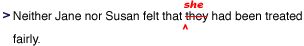 she
> Neither Jane nor Susan felt that they had been treated
^
fairly.